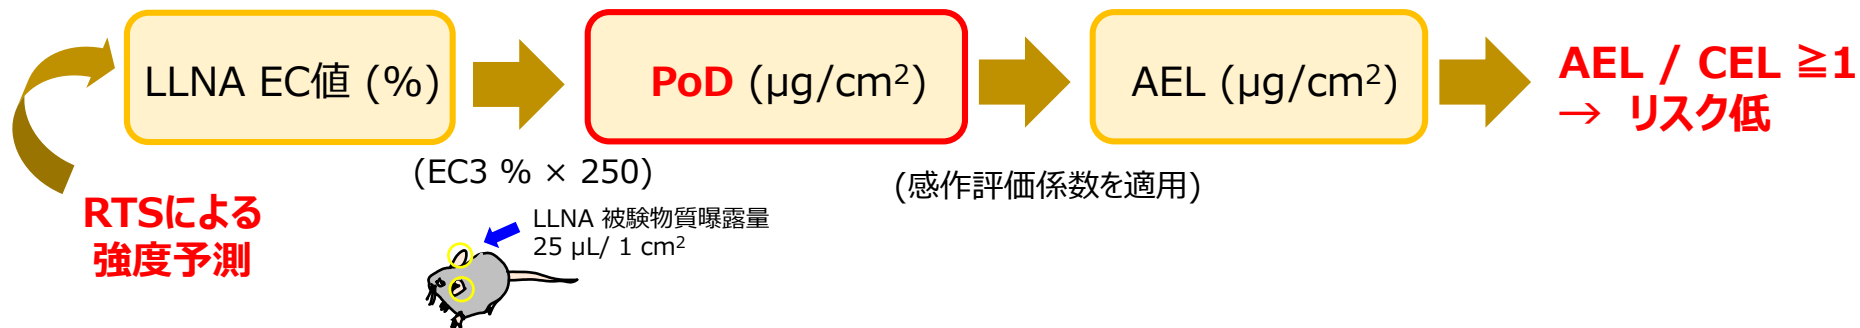 LLNA EC値 (%)
PoD (μg/cm²)
AEL (μg/cm²)
AEL / CEL ≧1
→ リスク低
(EC3 % × 250)
(感作評価係数を適用)
RTSによる
強度予測
LLNA 被験物質曝露量
25 μL/ 1 cm²